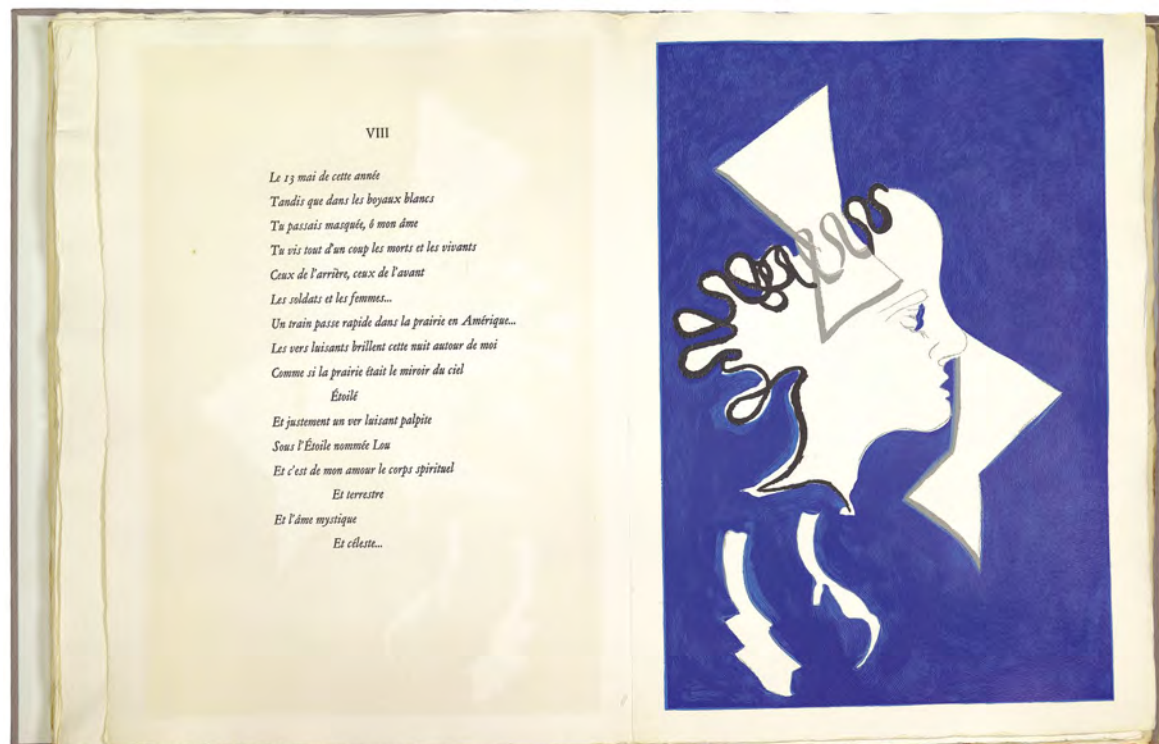 VIII
Le 13 mai de cette année
Tandis que dans les boyaux blancs
Tu passais masquée, ô mon âme
Tu vis tout d'un coup les morts et les vivants
Ceux de l'arrière, ceux de l'avant
Les soldats et les femmes...
Un train passe rapide dans la prairie en Amérique...
Les vers luisants brillent cette nuit autour de moi
Comme si la prairie était le miroir du ciel
Étoilé
Et justement un ver luisant palpite
Sous l'Étoile nommée Lou
Et c'est de mon amour le corps spirituel
Et terrestre
Et l'âme mystique
Et céleste...